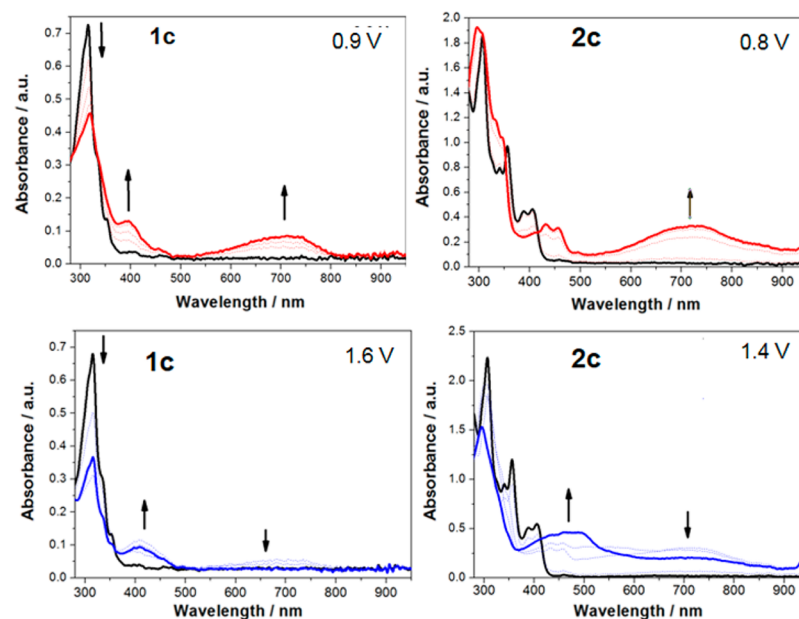 1c
0.9 V
Absorbance / a.u.
0.7
0.6
0.5
0.4
0.3
0.2
0.1
0.0
300 400 500 600 700 800 900
Wavelength / nm
2c
0.8 V
Absorbance / a.u.
2.0
1.8
1.6
1.4
1.2
1.0
0.8
0.6
0.4
0.2
0.0
300 400 500 600 700 800 900
Wavelength / nm
1c
1.6 V
Absorbance / a.u.
0.7
0.6
0.5
0.4
0.3
0.2
0.1
0.0
300 400 500 600 700 800 900
Wavelength / nm
2c
1.4 V
Absorbance / a.u.
2.5
2.0
1.5
1.0
0.5
0.0
300 400 500 600 700 800 900
Wavelength / nm